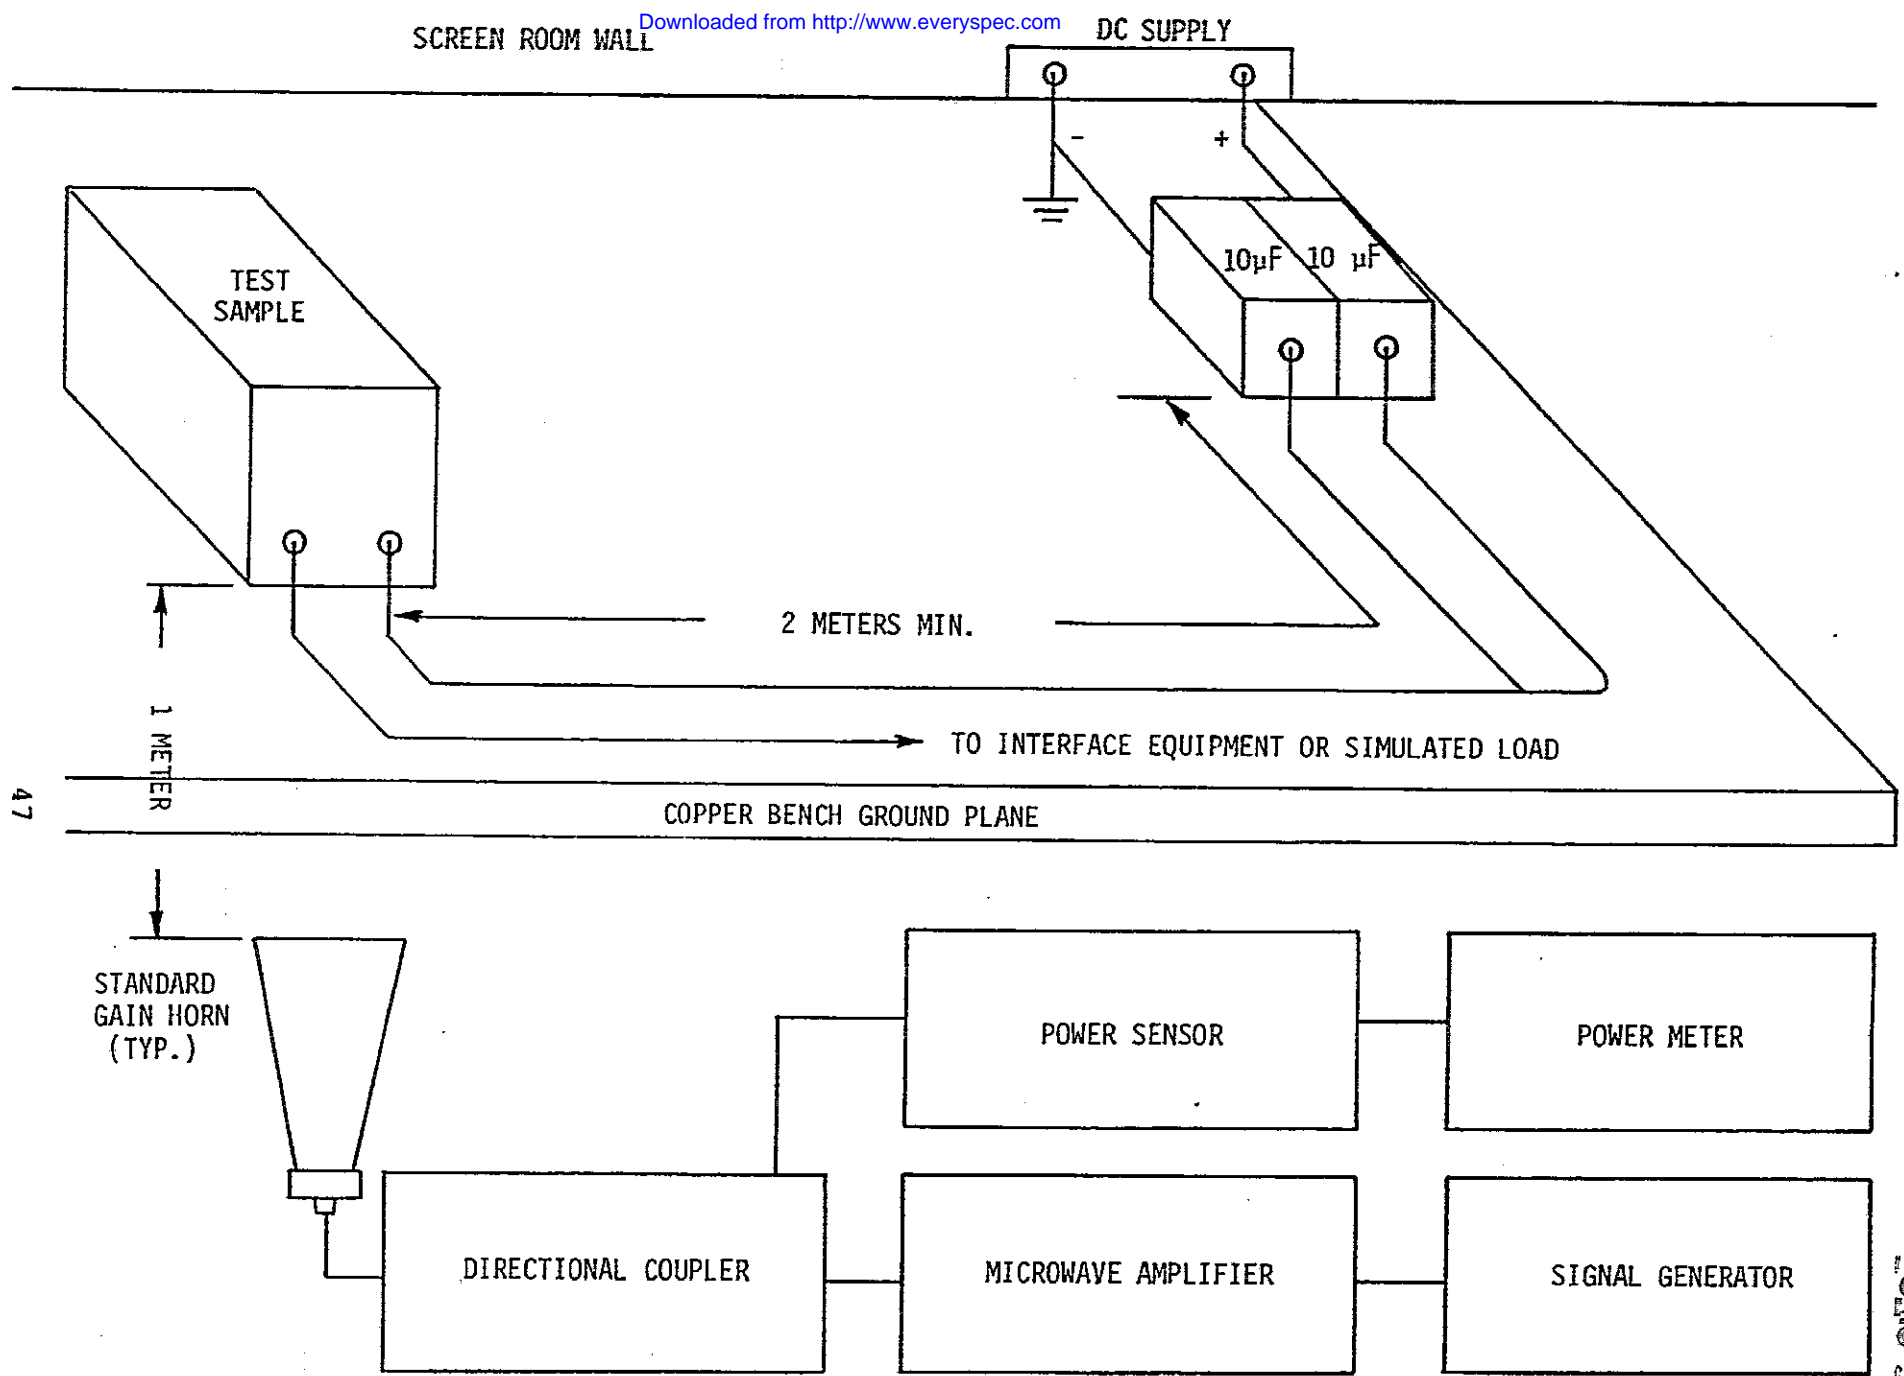 Downloaded from http://www.everyspec.com
SCREEN ROOM WALL
DC SUPPLY
-
+
10µF
10 µF
TEST
SAMPLE
2 METERS MIN.
1 METER
TO INTERFACE EQUIPMENT OR SIMULATED LOAD
47
COPPER BENCH GROUND PLANE
STANDARD
GAIN HORN
(TYP.)
POWER SENSOR
POWER METER
DIRECTIONAL COUPLER
MICROWAVE AMPLIFIER
SIGNAL GENERATOR